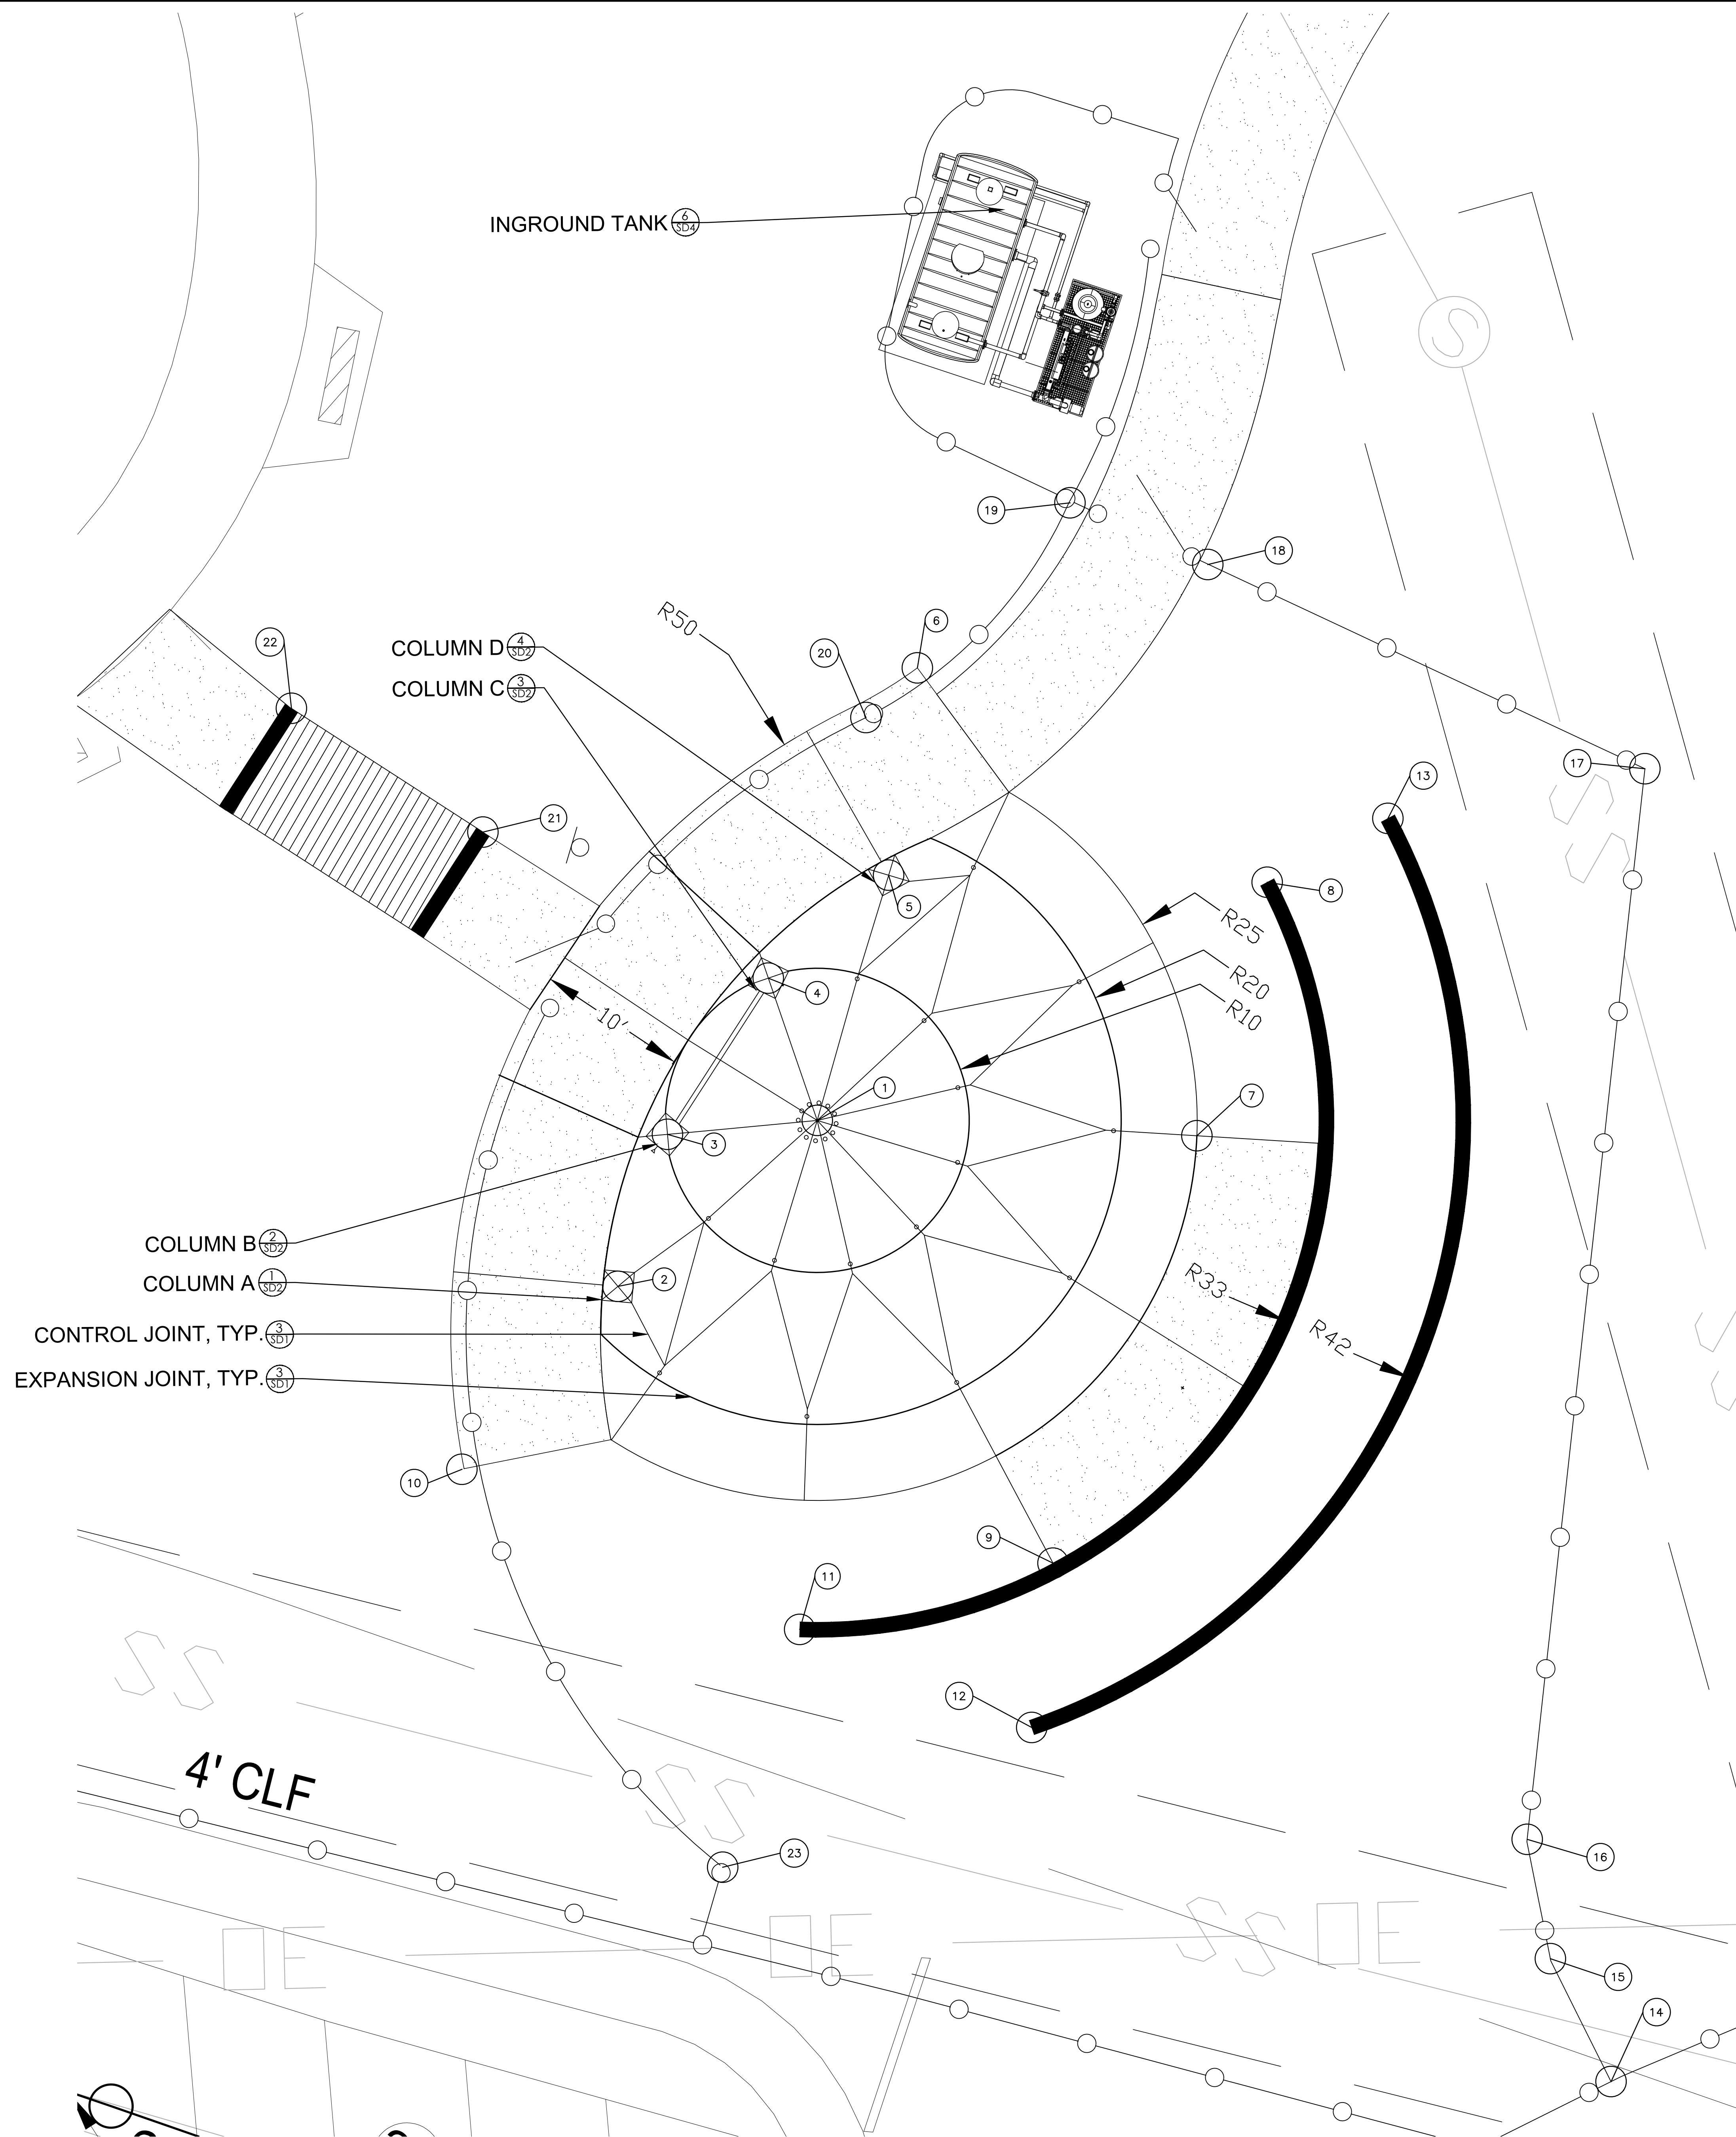 INGROUND TANK 6 SD4
19
18
R50
6
22
COLUMN D 4 SD2
20
COLUMN C 3 SD2
17
13
21
8
5
R25
R20
R10
4
10'
1
7
3
COLUMN B 2 SD2
COLUMN A 1 SD2
2
R33
CONTROL JOINT, TYP. 3 SD1
R42
EXPANSION JOINT, TYP. 3 SD1
10
9
11
12
4' CLF
23
16
15
14
S
S S
S S
S S
S S
OE
OE
OE